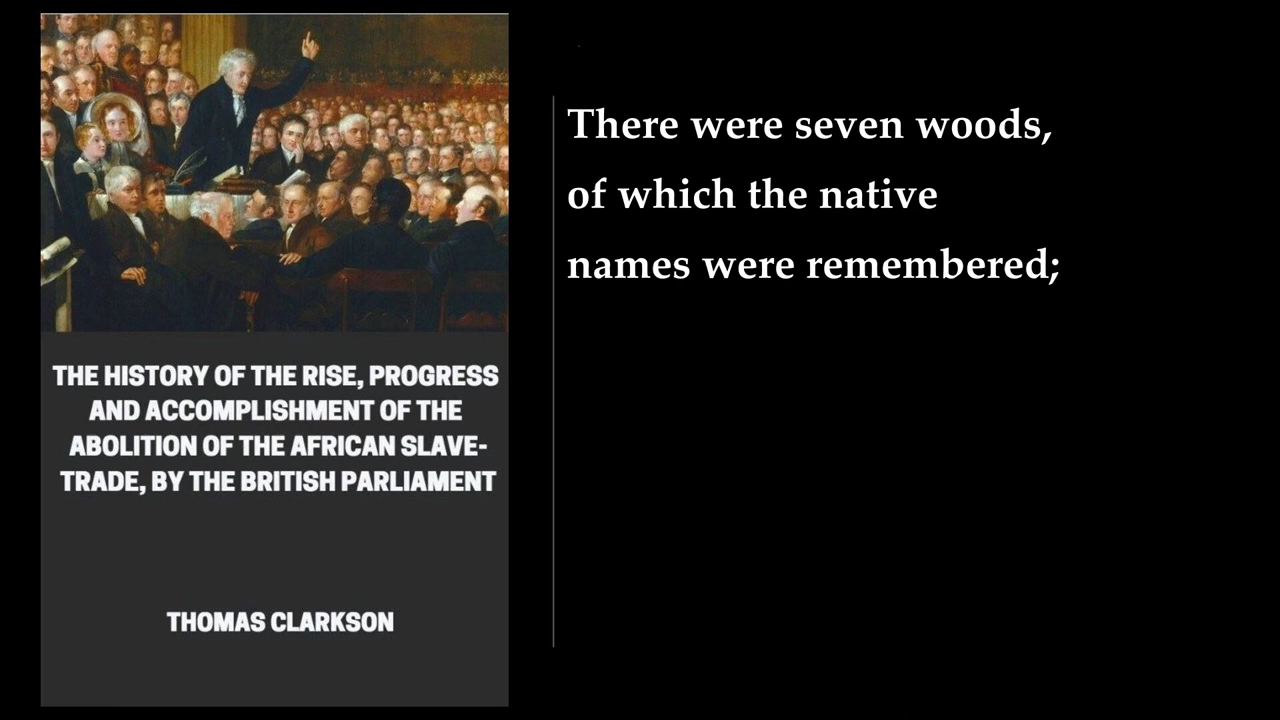 THE HISTORY OF THE RISE, PROGRESS
AND ACCOMPLISHMENT OF THE
ABOLITION OF THE AFRICAN SLAVE-
TRADE, BY THE BRITISH PARLIAMENT
THOMAS CLARKSON
There were seven woods,
of which the native
names were remembered;